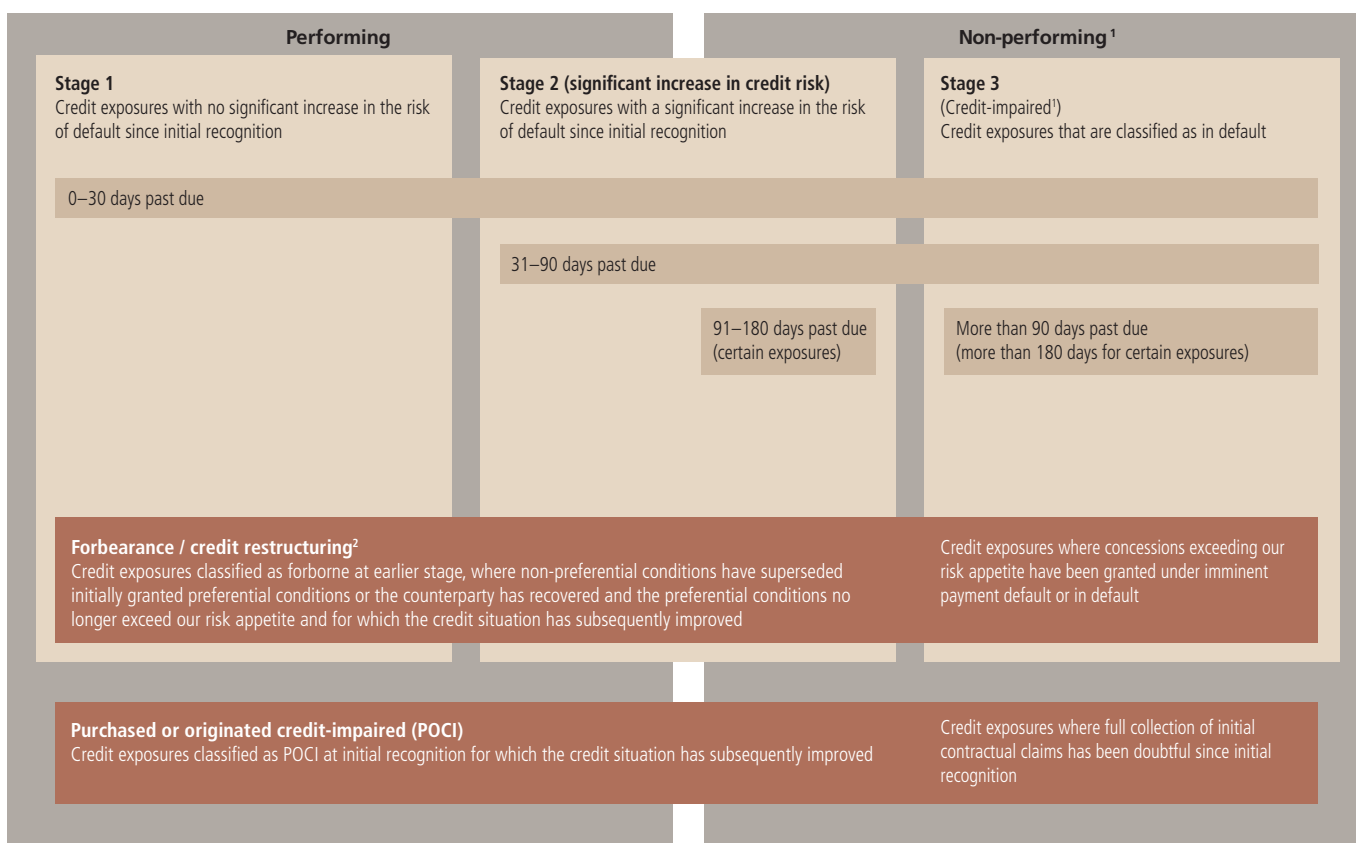 Performing
Non-performing ¹
Stage 1
Credit exposures with no significant increase in the risk
of default since initial recognition
Stage 2 (significant increase in credit risk)
Credit exposures with a significant increase in the risk
of default since initial recognition
Stage 3
(Credit-impaired¹)
Credit exposures that are classified as in default
0–30 days past due
31–90 days past due
91–180 days past due
(certain exposures)
More than 90 days past due
(more than 180 days for certain exposures)
Forbearance / credit restructuring²
Credit exposures classified as forborne at earlier stage, where non-preferential conditions have superseded
initially granted preferential conditions or the counterparty has recovered and the preferential conditions no
longer exceed our risk appetite and for which the credit situation has subsequently improved
Credit exposures where concessions exceeding our
risk appetite have been granted under imminent
payment default or in default
Purchased or originated credit-impaired (POCI)
Credit exposures classified as POCI at initial recognition for which the credit situation has subsequently improved
Credit exposures where full collection of initial
contractual claims has been doubtful since initial
recognition